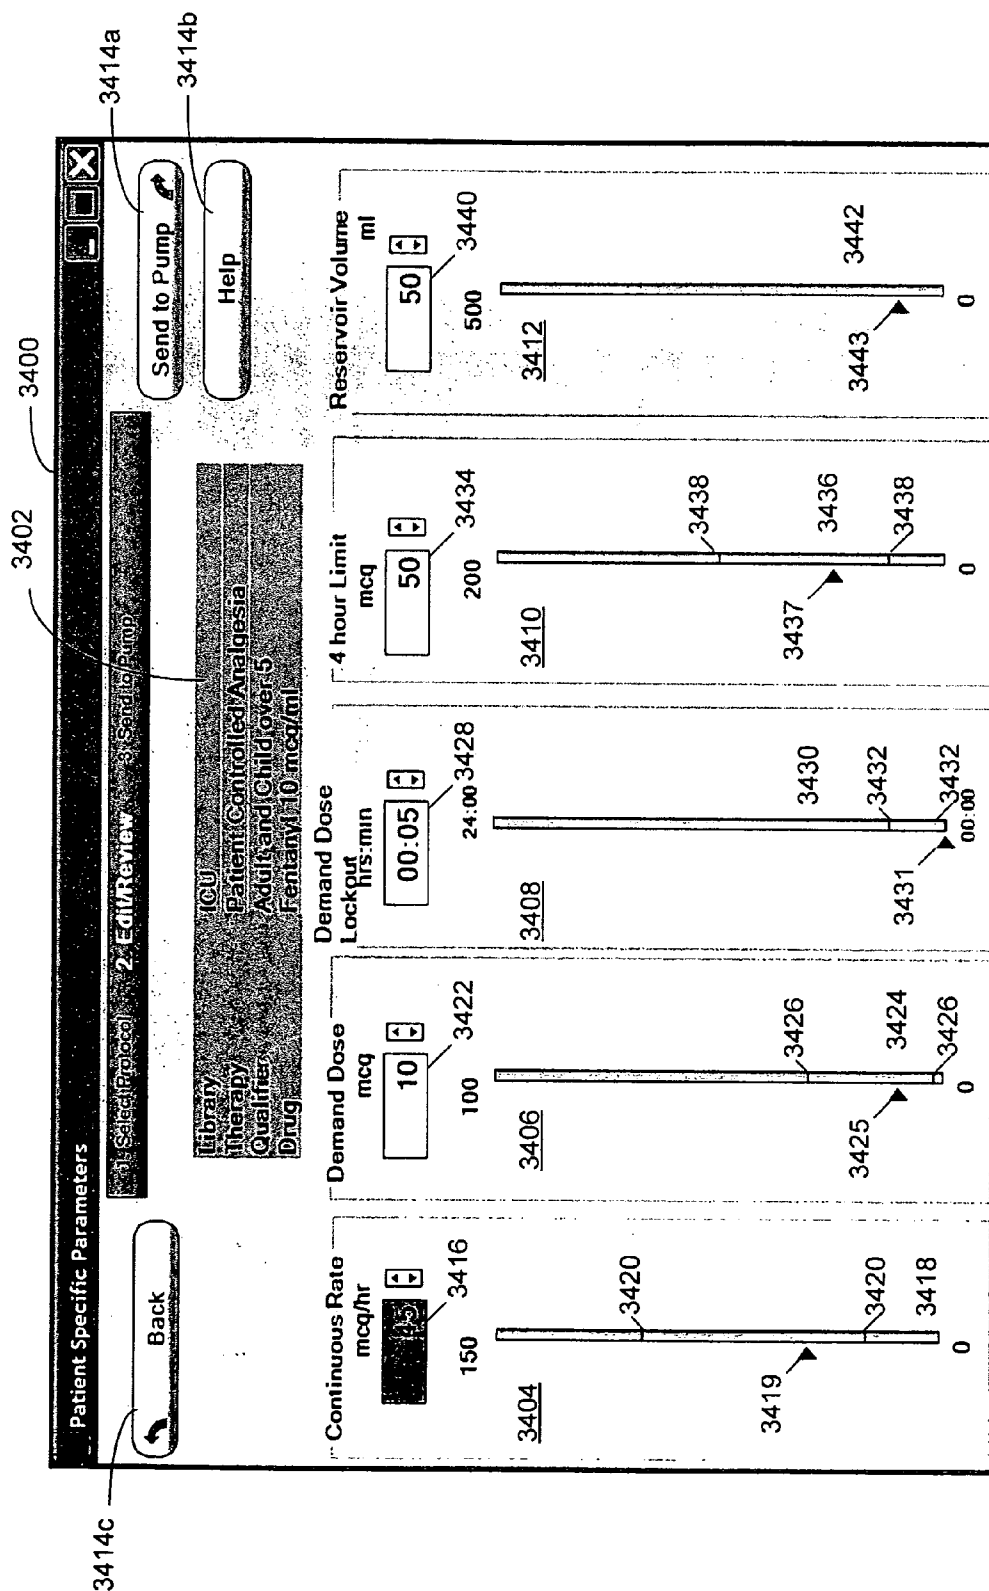 3400
3402
3414a
3414b
3414c
Patient Specific Parameters
Back
1. Select Protocol 2. Edit/Review 3. Send to Pump
Send to Pump
Help
Library ICU
Therapy Patient Controlled Analgesia
Qualifier Adult and Child over 5
Drug Fentanyl 10 mcq/ml
Continuous Rate
mcq/hr
45
3416
150
3404
3420
3419
3420
3418
0
Demand Dose
mcq
10
3422
100
3406
3426
3425
3424
3426
0
Demand Dose
Lockout
hrs:min
00:05
3428
24:00
3408
3430
3432
3431
3432
00:00
4 hour Limit
mcq
50
3434
200
3410
3438
3437
3436
3438
0
Reservoir Volume
ml
50
3440
500
3412
3442
3443
0